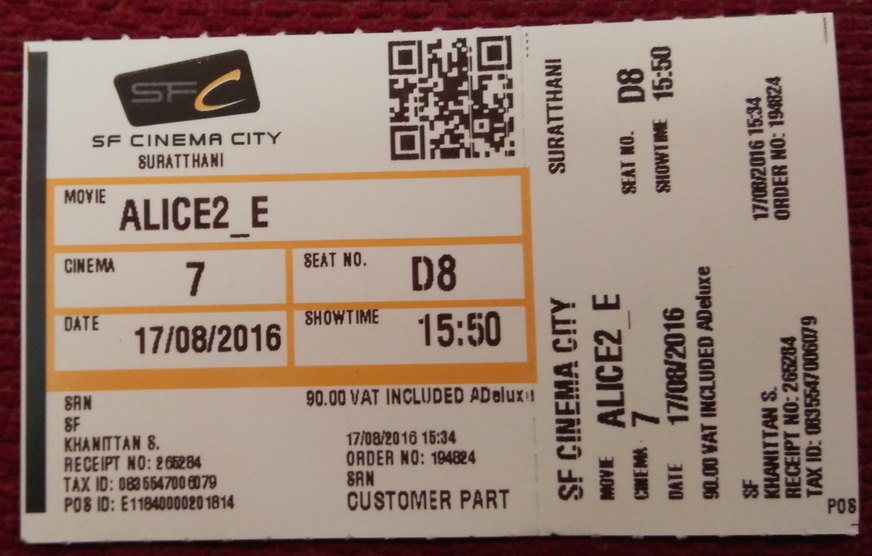 SFC
SF CINEMA CITY
SURATTHANI
MOVIE
ALICE2_E
CINEMA
7
SEAT NO.
D8
DATE
17/08/2016
SHOWTIME
15:50
90.00 VAT INCLUDED ADeluxe
SRN
SF
KHANITTAN S.
RECEIPT NO: 265284
TAX ID: 0835547006079
POS ID: E11840000201814
17/08/2016 15:34
ORDER NO: 194824
SRN
CUSTOMER PART
SF CINEMA CITY SURATTHANI
MOVIE ALICE2_E
CINEMA 7 SEAT NO. D8
DATE 17/08/2016 SHOWTIME 15:50
90.00 VAT INCLUDED ADeluxe
SF 17/08/2016 15:34
KHANITTAN S. ORDER NO: 194824
RECEIPT NO: 265284
TAX ID: 0835547006079
POS